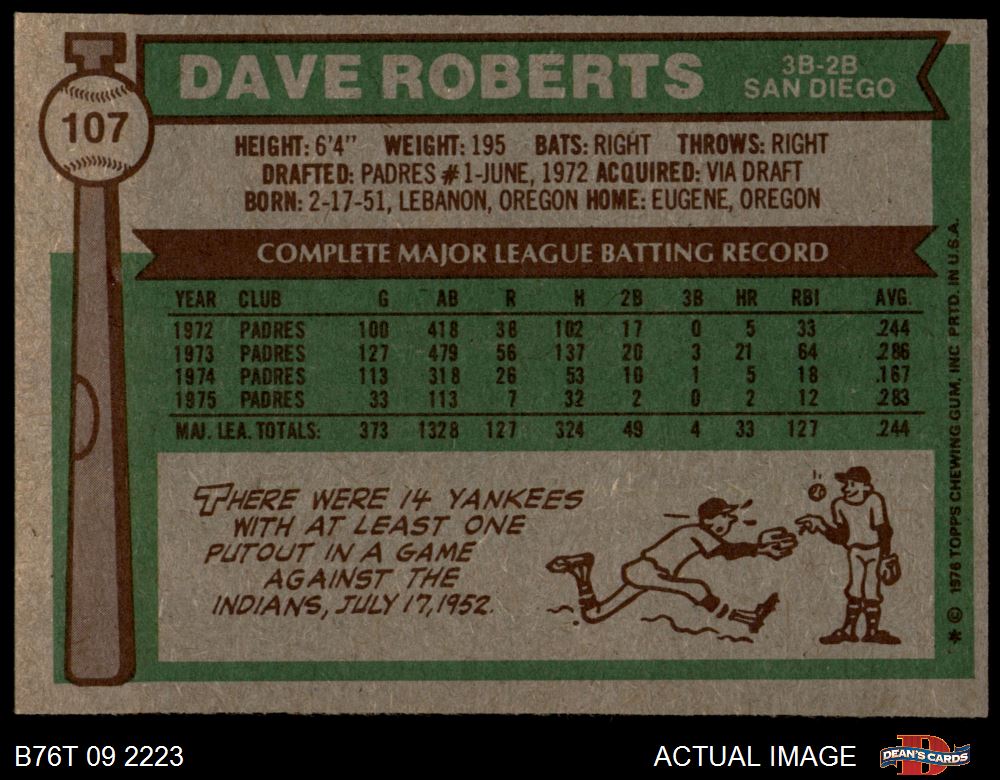 107
DAVE ROBERTS
3B-2B
SAN DIEGO
HEIGHT: 6'4" WEIGHT: 195 BATS: RIGHT THROWS: RIGHT
DRAFTED: PADRES #1-JUNE, 1972 ACQUIRED: VIA DRAFT
BORN: 2-17-51, LEBANON, OREGON HOME: EUGENE, OREGON
COMPLETE MAJOR LEAGUE BATTING RECORD
YEAR CLUB G AB R H 2B 3B HR RBI AVG.
1972 PADRES 100 418 38 102 17 0 5 33 .244
1973 PADRES 127 479 56 137 20 3 21 64 .286
1974 PADRES 113 318 26 53 10 1 5 18 .167
1975 PADRES 33 113 7 32 2 0 2 12 .283
MAJ. LEA. TOTALS: 373 1328 127 324 49 4 33 127 .244
THERE WERE 14 YANKEES
WITH AT LEAST ONE
PUTOUT IN A GAME
AGAINST THE
INDIANS, JULY 17, 1952.
* © 1976 TOPPS CHEWING GUM, INC. PRTD. IN U.S.A.
B76T 09 2223
ACTUAL IMAGE
DEAN'S CARDS